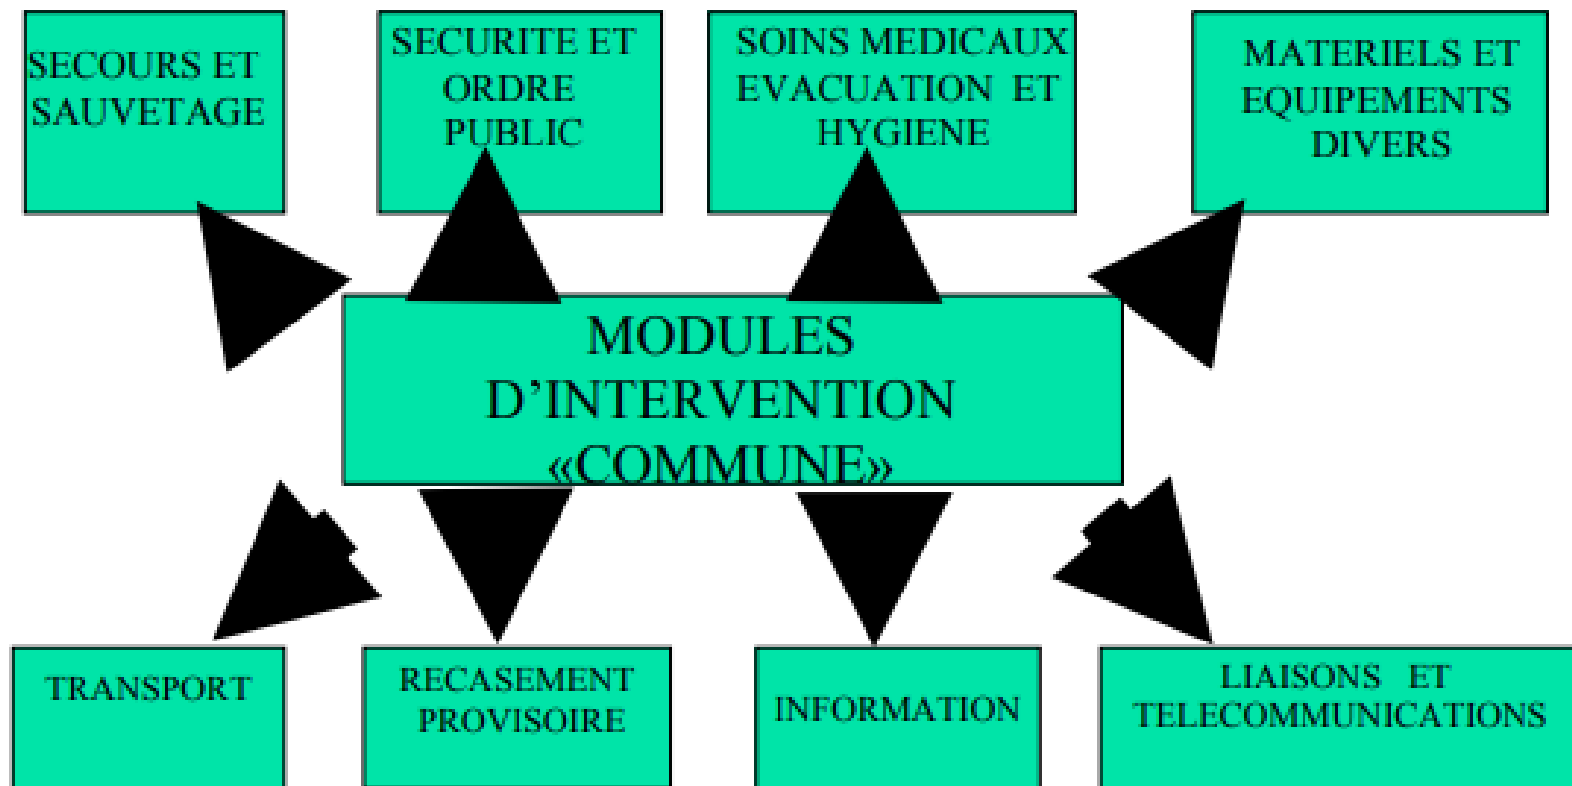 SECOURS ET
SAUVETAGE
SECURITE ET
ORDRE
PUBLIC
SOINS MEDICAUX
EVACUATION ET
HYGIENE
MATERIELS ET
EQUIPEMENTS
DIVERS
MODULES
D’INTERVENTION
«COMMUNE»
TRANSPORT
RECASEMENT
PROVISOIRE
INFORMATION
LIAISONS ET
TELECOMMUNICATIONS